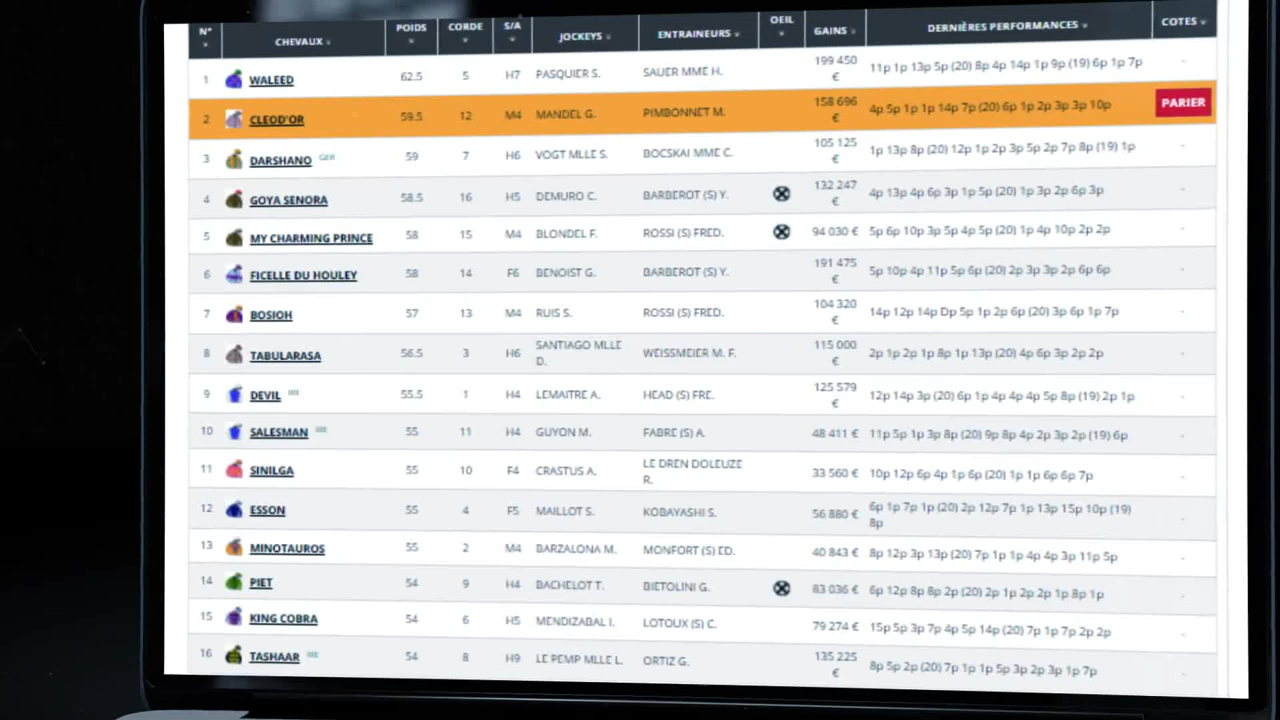 N° CHEVAUX POIDS CORDE S/A JOCKEYS ENTRAINEURS OEIL GAINS DERNIÈRES PERFORMANCES COTES
1 WALEED 62.5 5 H7 PASQUIER S. SAUER MME H. 199 450 € 11p 1p 13p 5p (20) 8p 4p 14p 1p 9p (19) 6p 1p 7p -
2 CLEOD'OR 59.5 12 M4 MANDEL G. PIMBONNET M. 158 696 € 4p 5p 1p 1p 14p 7p (20) 6p 1p 2p 3p 3p 10p PARIER
3 DARSHANO GER 59 7 H6 VOGT MLLE S. BOCSKAI MME C. 105 125 € 1p 13p 8p (20) 12p 1p 2p 3p 5p 2p 7p 8p (19) 1p -
4 GOYA SENORA 58.5 16 H5 DEMURO C. BARBEROT (S) Y. 132 247 € 4p 13p 4p 6p 3p 1p 5p (20) 1p 3p 2p 6p 3p -
5 MY CHARMING PRINCE 58 15 M4 BLONDEL F. ROSSI (S) FRED. 94 030 € 5p 6p 10p 3p 5p 4p 5p (20) 1p 4p 10p 2p 2p -
6 FICELLE DU HOULEY 58 14 F6 BENOIST G. BARBEROT (S) Y. 191 475 € 5p 10p 4p 11p 5p 6p (20) 2p 3p 3p 2p 6p 6p -
7 BOSIOH 57 13 M4 RUIS S. ROSSI (S) FRED. 104 320 € 14p 12p 14p Dp 5p 1p 2p 6p (20) 3p 6p 1p 7p -
8 TABULARASA 56.5 3 H6 SANTIAGO MLLE D. WEISSMEIER M. F. 115 000 € 2p 1p 2p 1p 8p 1p 13p (20) 4p 6p 3p 2p 2p -
9 DEVIL 55.5 1 H4 LEMAITRE A. HEAD (S) FRE. 125 579 € 12p 14p 3p (20) 6p 1p 4p 4p 4p 5p 8p (19) 2p 1p -
10 SALESMAN 55 11 H4 GUYON M. FABRE (S) A. 48 411 € 11p 5p 1p 3p 8p (20) 9p 8p 4p 2p 3p 2p (19) 6p -
11 SINILGA 55 10 F4 CRASTUS A. LE DREN DOLEUZE R. 33 560 € 10p 12p 6p 4p 1p 6p (20) 1p 1p 6p 6p 7p -
12 ESSON 55 4 F5 MAILLOT S. KOBAYASHI S. 56 880 € 6p 1p 7p 1p (20) 2p 12p 7p 1p 13p 15p 10p (19) 8p -
13 MINOTAUROS 55 2 M4 BARZALONA M. MONFORT (S) ED. 40 843 € 8p 12p 3p 13p (20) 7p 1p 1p 4p 4p 3p 11p 5p -
14 PIET 54 9 H4 BACHELOT T. BIETOLINI G. 83 036 € 6p 12p 8p 8p 2p (20) 2p 1p 2p 2p 1p 8p 1p -
15 KING COBRA 54 6 H5 MENDIZABAL I. LOTOUX (S) C. 79 274 € 15p 5p 3p 7p 4p 5p 14p (20) 7p 1p 7p 2p 2p -
16 TASHAAR 54 8 H9 LE PEMP MLLE L. ORTIZ G. 135 225 € 8p 5p 2p (20) 7p 1p 1p 5p 3p 2p 3p 1p 7p -